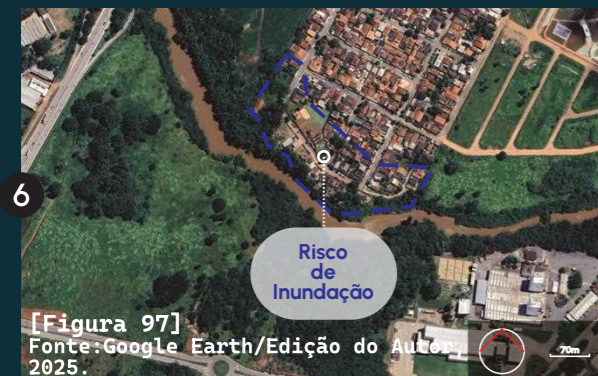 6
Risco
de
Inundação
[Figura 97]
Fonte:Google Earth/Edição do Autor,
2025.
70m